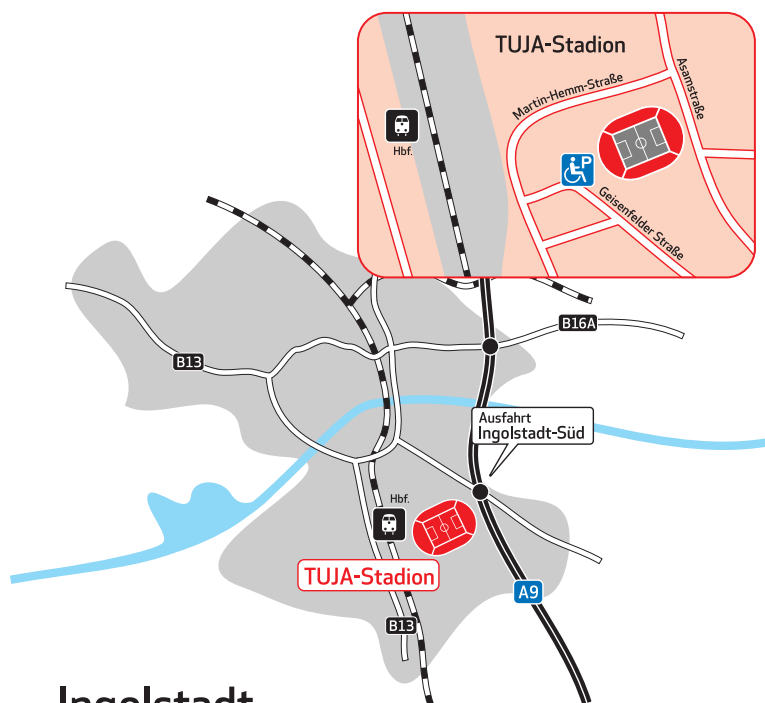 TUJA-Stadion
Martin-Hemm-Straße
Asamstraße
Hbf.
P
Geisenfelder Straße
B16A
B13
Ausfahrt
Ingolstadt-Süd
Hbf.
TUJA-Stadion
A9
B13
Ingolstadt